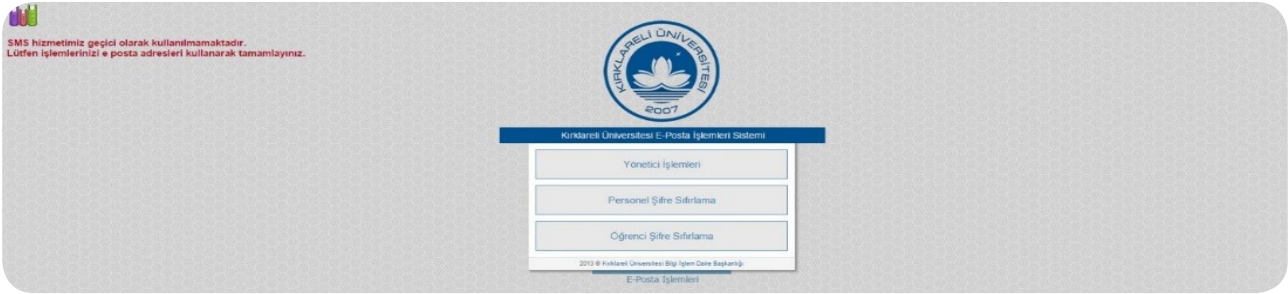 SMS hizmetimiz geçici olarak kullanılmamaktadır.
Lütfen işlemlerinizi e posta adresleri kullanarak tamamlayınız.
KIRKLARELİ ÜNİVERSİTESİ
2007
Kırklareli Üniversitesi E-Posta İşlemleri Sistemi
Yönetici İşlemleri
Personel Şifre Sıfırlama
Öğrenci Şifre Sıfırlama
2013 © Kırklareli Üniversitesi Bilgi İşlem Daire Başkanlığı
E-Posta İşlemleri